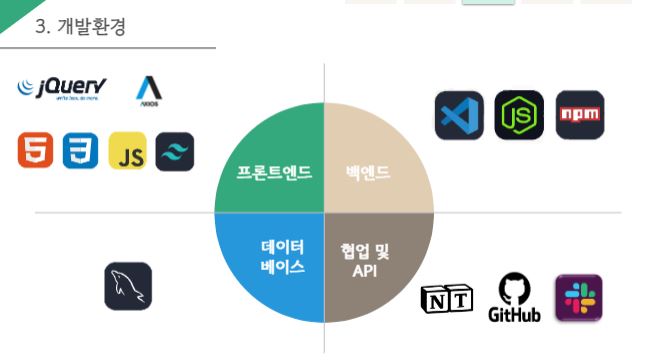 3. 개발환경
jQuery
write less, do more.
AXIOS
5
3
JS
JS
npm
프론트엔드
백엔드
데이터
베이스
협업 및
API
N T
GitHub